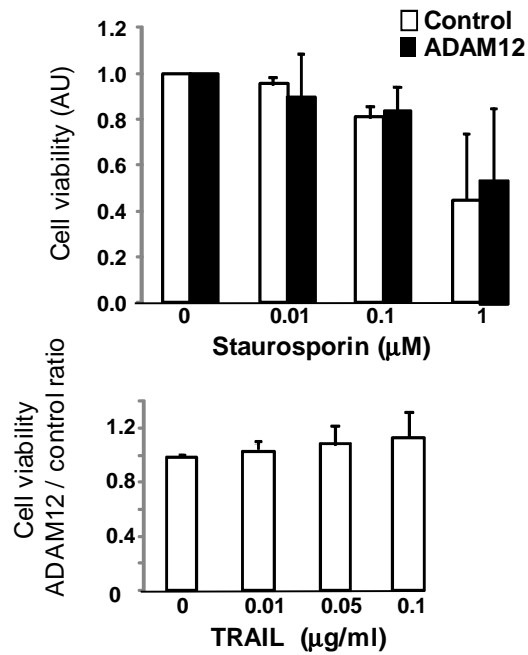 Control
ADAM12
Cell viability (AU)
1.0
0.8
0.6
0.4
0.2
0.0
0 0.01 0.1 1
Staurosporin (μM)
Cell viability
ADAM12 / control ratio
1.2
0.8
0.4
0
0 0.01 0.05 0.1
TRAIL (μg/ml)